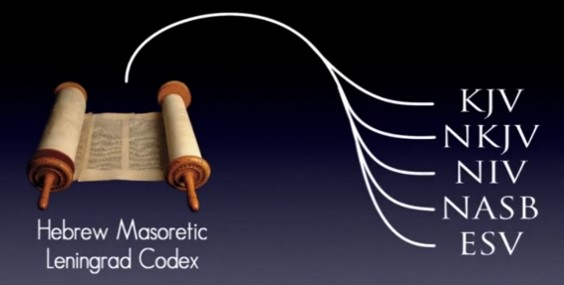 Hebrew Masoretic
Leningrad Codex
KJV
NKJV
NIV
NASB
ESV